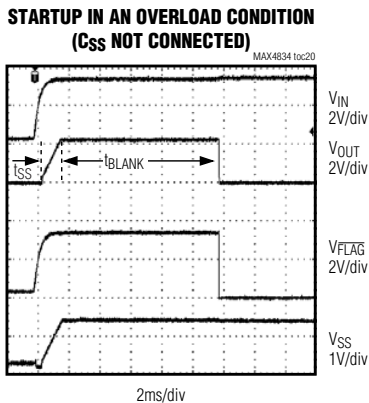 STARTUP IN AN OVERLOAD CONDITION
(CSS NOT CONNECTED)
MAX4834 toc20
VIN
2V/div
VOUT
2V/div
tSS
tBLANK
VFLAG
2V/div
VSS
1V/div
2ms/div